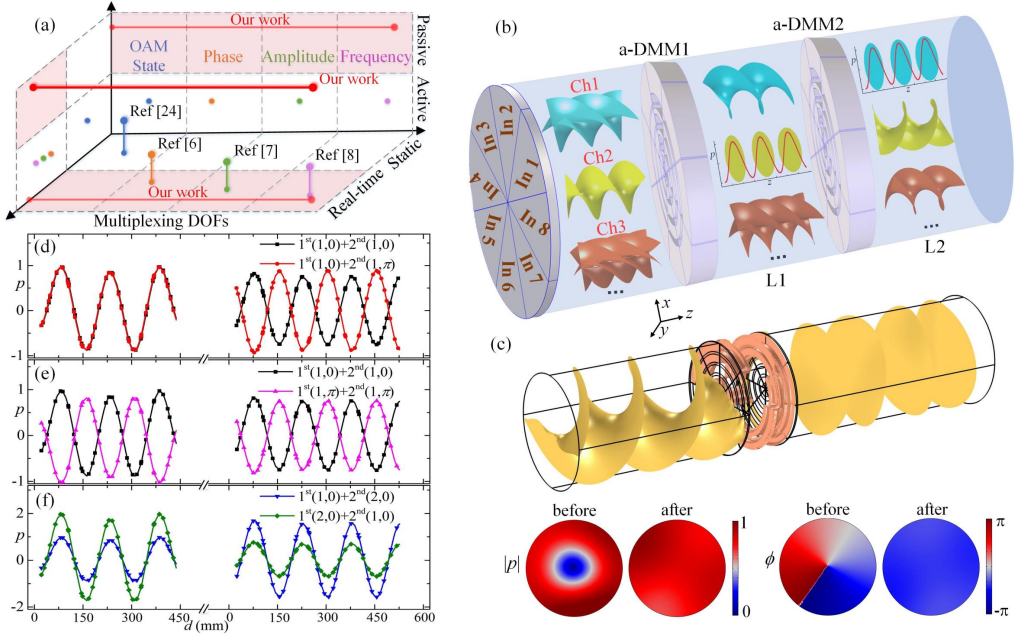 (a)
Our work
OAM
State
Phase
Amplitude
Frequency
Passive
Active
Our work
Ref [24]
Ref [6]
Ref [7]
Ref [8]
Our work
Static
Real-time
Multiplexing DOFs
(b)
a-DMM1
a-DMM2
In 1
In 2
In 3
In 4
In 5
In 6
In 7
In 8
Ch1
Ch2
Ch3
...
p
z
...
L1
p
z
...
L2
x
y
z
(c)
before
after
before
after
|p|
1
0
ϕ
π
-π
(d)
1st(1,0)+2nd(1,0)
1st(1,0)+2nd(1,π)
1
p
0
-1
(e)
1st(1,0)+2nd(1,0)
1st(1,π)+2nd(1,π)
1
p
0
-1
(f)
1st(1,0)+2nd(2,0)
1st(2,0)+2nd(1,0)
2
p
0
-2
0 150 300 450 0 150 300 450 600
d (mm)